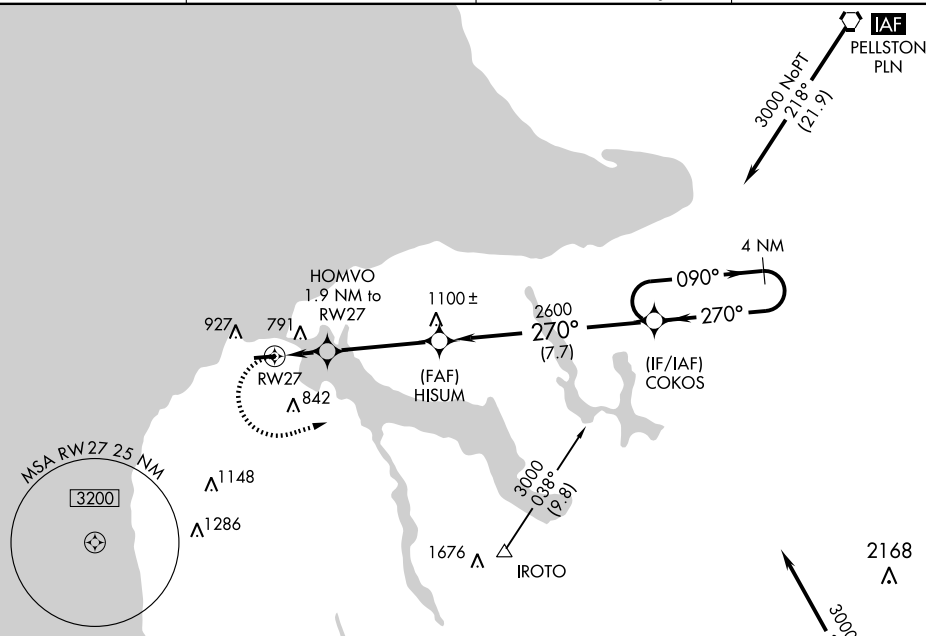 IAF
PELLSTON
PLN
3000 NoPT
218°
(21.9)
4 NM
090°
270°
HOMVO
1.9 NM to
RW27
1100 ±
2600
270°
(7.7)
927
791
(IF/IAF)
COKOS
(FAF)
HISUM
RW27
842
MSA RW27 25 NM
3200
1148
1286
3000
038°
(9.8)
1676
IROTO
2168
3000